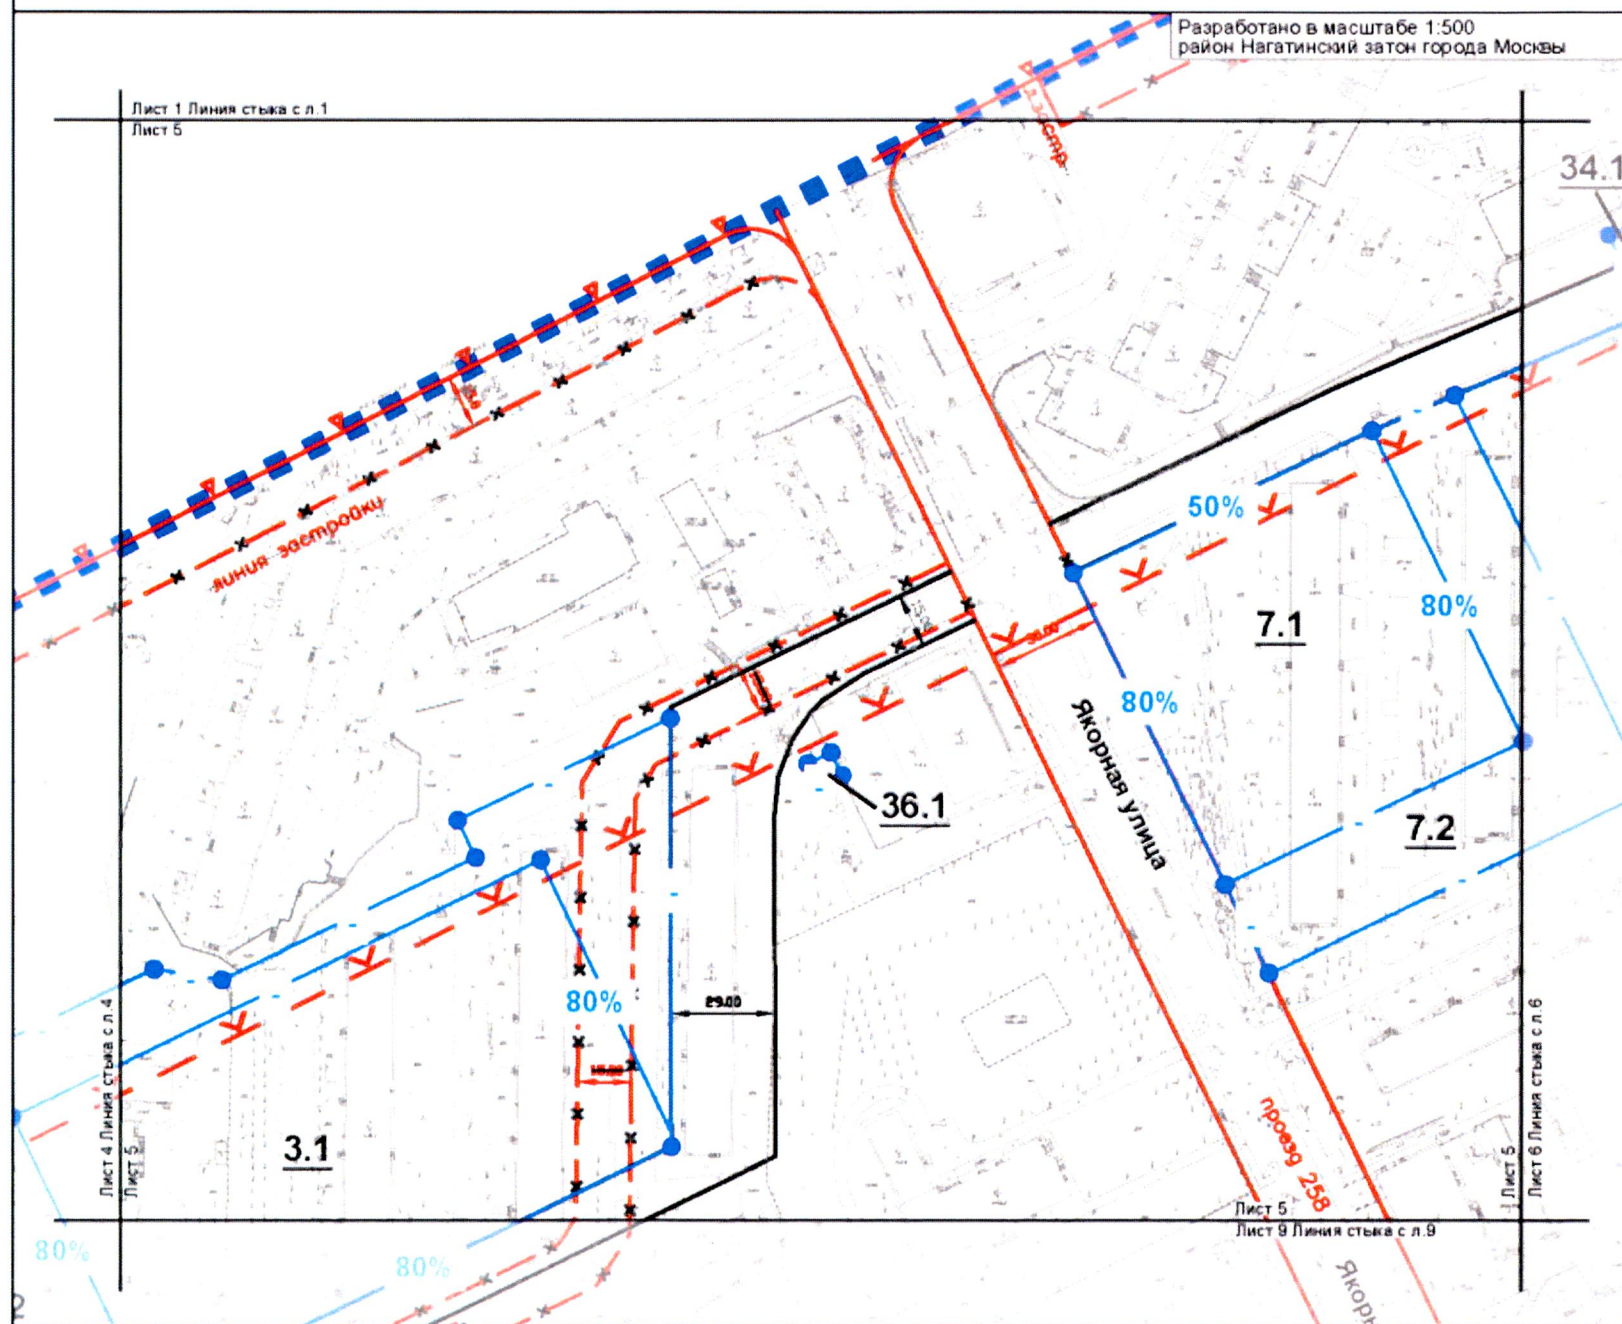 Разработано в масштабе 1:500
район Нагатинский затон города Москвы
Лист 1 Линия стыка с л.1
Лист 5
34.1
линия застройки
50%
80%
7.1
30.00
80%
Якорная улица
36.1
7.2
80%
29.00
Лист 4 Линия стыка с л.4
Лист 5
3.1
Лист 5
Лист 6 Линия стыка с л.6
проезд 258
Лист 5
Лист 9 Линия стыка с л.9
80%
80%
Якорн